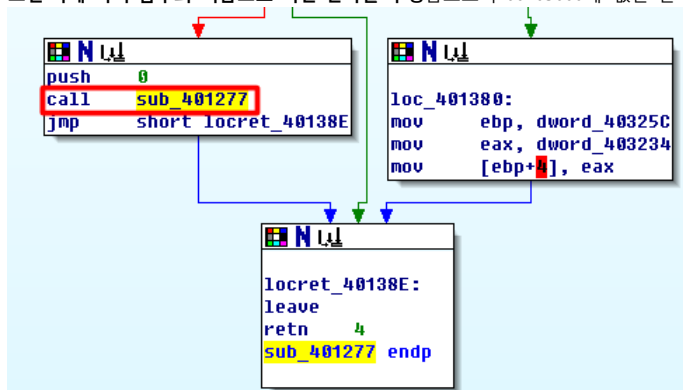 push 0
call sub_401277
jmp short locret_40138E
loc_401380:
mov ebp, dword_40325C
mov eax, dword_403234
mov [ebp+4], eax
locret_40138E:
leave
retn 4
sub_401277 endp